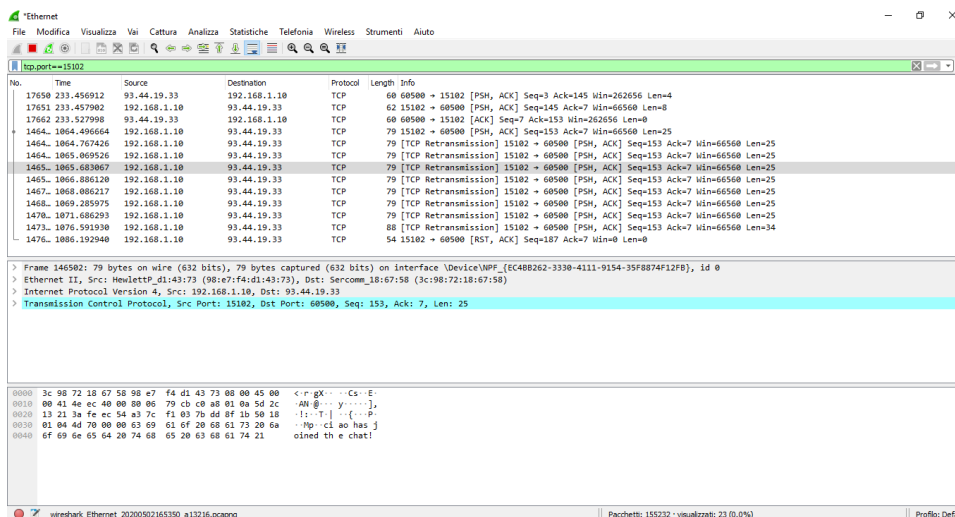 *Ethernet
File Modifica Visualizza Vai Cattura Analizza Statistiche Telefonia Wireless Strumenti Aiuto
tcp.port==15102
No. Time Source Destination Protocol Length Info
17650 233.456912 93.44.19.33 192.168.1.10 TCP 60 60500 → 15102 [PSH, ACK] Seq=3 Ack=145 Win=262656 Len=4
17651 233.457902 192.168.1.10 93.44.19.33 TCP 62 15102 → 60500 [PSH, ACK] Seq=145 Ack=7 Win=66560 Len=8
17662 233.527998 93.44.19.33 192.168.1.10 TCP 60 60500 → 15102 [ACK] Seq=7 Ack=153 Win=262656 Len=0
1464… 1064.496664 192.168.1.10 93.44.19.33 TCP 79 15102 → 60500 [PSH, ACK] Seq=153 Ack=7 Win=66560 Len=25
1464… 1064.767426 192.168.1.10 93.44.19.33 TCP 79 [TCP Retransmission] 15102 → 60500 [PSH, ACK] Seq=153 Ack=7 Win=66560 Len=25
1464… 1065.069526 192.168.1.10 93.44.19.33 TCP 79 [TCP Retransmission] 15102 → 60500 [PSH, ACK] Seq=153 Ack=7 Win=66560 Len=25
1465… 1065.683067 192.168.1.10 93.44.19.33 TCP 79 [TCP Retransmission] 15102 → 60500 [PSH, ACK] Seq=153 Ack=7 Win=66560 Len=25
1465… 1066.886120 192.168.1.10 93.44.19.33 TCP 79 [TCP Retransmission] 15102 → 60500 [PSH, ACK] Seq=153 Ack=7 Win=66560 Len=25
1467… 1068.086217 192.168.1.10 93.44.19.33 TCP 79 [TCP Retransmission] 15102 → 60500 [PSH, ACK] Seq=153 Ack=7 Win=66560 Len=25
1468… 1069.285975 192.168.1.10 93.44.19.33 TCP 79 [TCP Retransmission] 15102 → 60500 [PSH, ACK] Seq=153 Ack=7 Win=66560 Len=25
1470… 1071.686293 192.168.1.10 93.44.19.33 TCP 79 [TCP Retransmission] 15102 → 60500 [PSH, ACK] Seq=153 Ack=7 Win=66560 Len=25
1473… 1076.591930 192.168.1.10 93.44.19.33 TCP 88 [TCP Retransmission] 15102 → 60500 [PSH, ACK] Seq=153 Ack=7 Win=66560 Len=34
1476… 1086.192940 192.168.1.10 93.44.19.33 TCP 54 15102 → 60500 [RST, ACK] Seq=187 Ack=7 Win=0 Len=0
> Frame 146502: 79 bytes on wire (632 bits), 79 bytes captured (632 bits) on interface \Device\NPF_{EC4BB262-3330-4111-9154-35F8874F12FB}, id 0
> Ethernet II, Src: HewlettP_d1:43:73 (98:e7:f4:d1:43:73), Dst: Sercomm_18:67:58 (3c:98:72:18:67:58)
> Internet Protocol Version 4, Src: 192.168.1.10, Dst: 93.44.19.33
> Transmission Control Protocol, Src Port: 15102, Dst Port: 60500, Seq: 153, Ack: 7, Len: 25
0000 3c 98 72 18 67 58 98 e7 f4 d1 43 73 08 00 45 00 <·r·gX·· ··Cs··E·
0010 00 41 4e ec 40 00 80 06 79 cb c0 a8 01 0a 5d 2c ·AN·@··· y·····],
0020 13 21 3a fe ec 54 a3 7c f1 03 7b dd 8f 1b 50 18 ·!:··T·| ··{···P·
0030 01 04 4d 70 00 00 63 69 61 6f 20 68 61 73 20 6a ··Mp··ci ao has j
0040 6f 69 6e 65 64 20 74 68 65 20 63 68 61 74 21 oined th e chat!
wireshark_Ethernet_20200502165350_a13216.pcapng Pacchetti: 155232 · visualizzati: 23 (0.0%) Profilo: Def